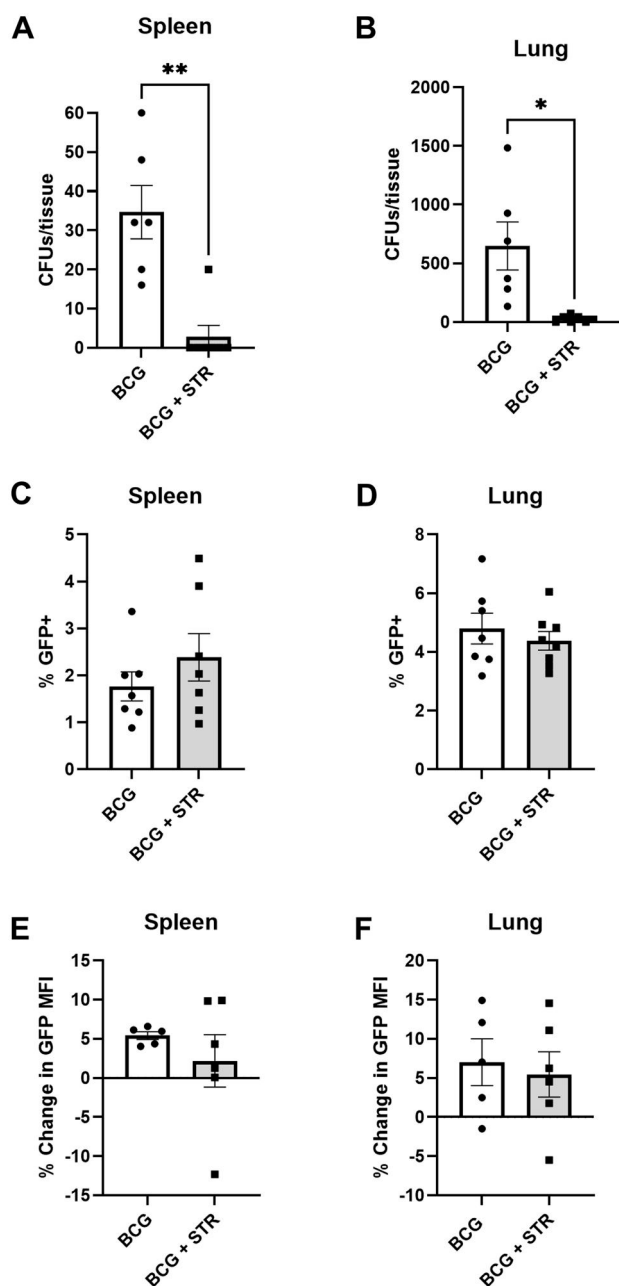 A
Spleen
**
CFUs/tissue
60
50
40
30
20
10
0
BCG
BCG + STR
B
Lung
*
CFUs/tissue
2000
1500
1000
500
0
BCG
BCG + STR
C
Spleen
% GFP+
5
4
3
2
1
0
BCG
BCG + STR
D
Lung
% GFP+
8
6
4
2
0
BCG
BCG + STR
E
Spleen
% Change in GFP MFI
15
10
5
0
-5
-10
-15
BCG
BCG + STR
F
Lung
% Change in GFP MFI
20
15
10
5
0
-5
-10
BCG
BCG + STR